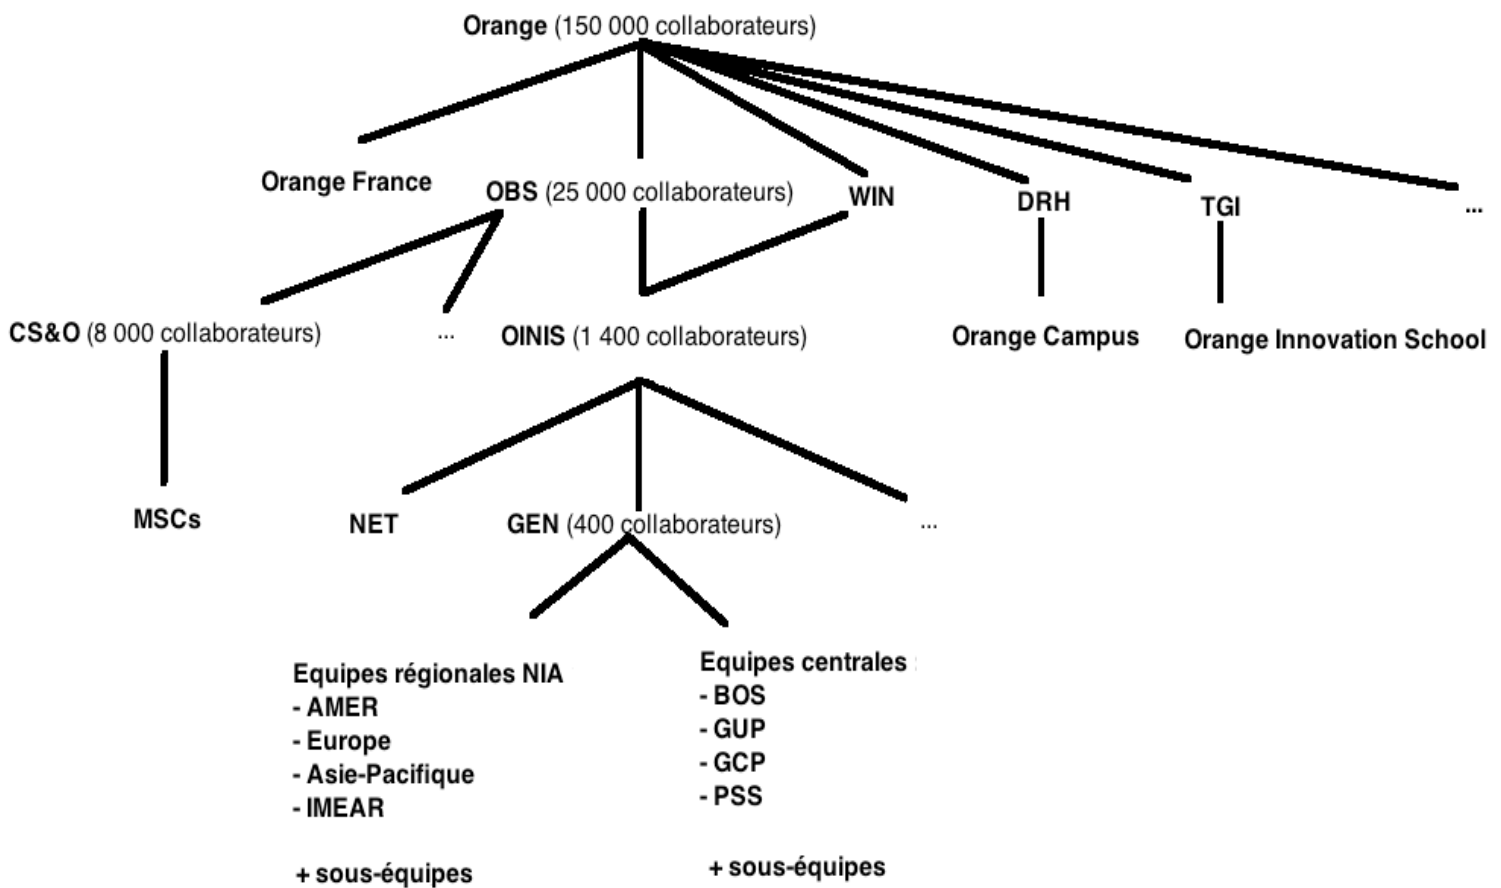 Orange (150 000 collaborateurs)
Orange France
OBS (25 000 collaborateurs)
WIN
DRH
TGI
...
CS&O (8 000 collaborateurs)
...
OINIS (1 400 collaborateurs)
Orange Campus
Orange Innovation School
MSCs
NET
GEN (400 collaborateurs)
...
Equipes régionales NIA
- AMER
- Europe
- Asie-Pacifique
- IMEAR
+ sous-équipes
Equipes centrales :
- BOS
- GUP
- GCP
- PSS
+ sous-équipes